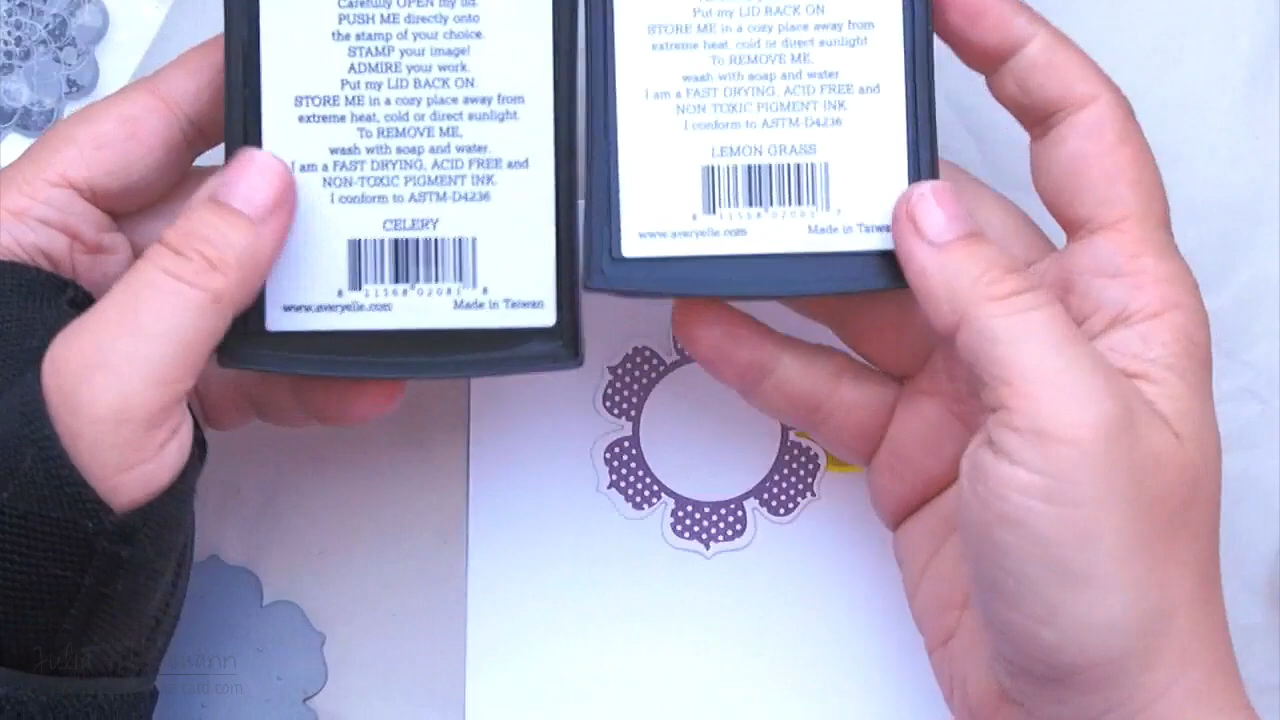 Carefully OPEN my lid.
PUSH ME directly onto
the stamp of your choice.
STAMP your image!
ADMIRE your work.
Put my LID BACK ON.
STORE ME in a cozy place away from
extreme heat, cold or direct sunlight.
To REMOVE ME,
wash with soap and water.
I am a FAST DRYING, ACID FREE and
NON-TOXIC PIGMENT INK.
I conform to ASTM-D4236
CELERY
8 11568 02081 8
www.averyelle.com Made in Taiwan
Put my LID BACK ON
STORE ME in a cozy place away from
extreme heat, cold or direct sunlight
To REMOVE ME,
wash with soap and water
I am a FAST DRYING, ACID FREE and
NON-TOXIC PIGMENT INK
I conform to ASTM-D4236
LEMON GRASS
www.averyelle.com Made in Taiwan